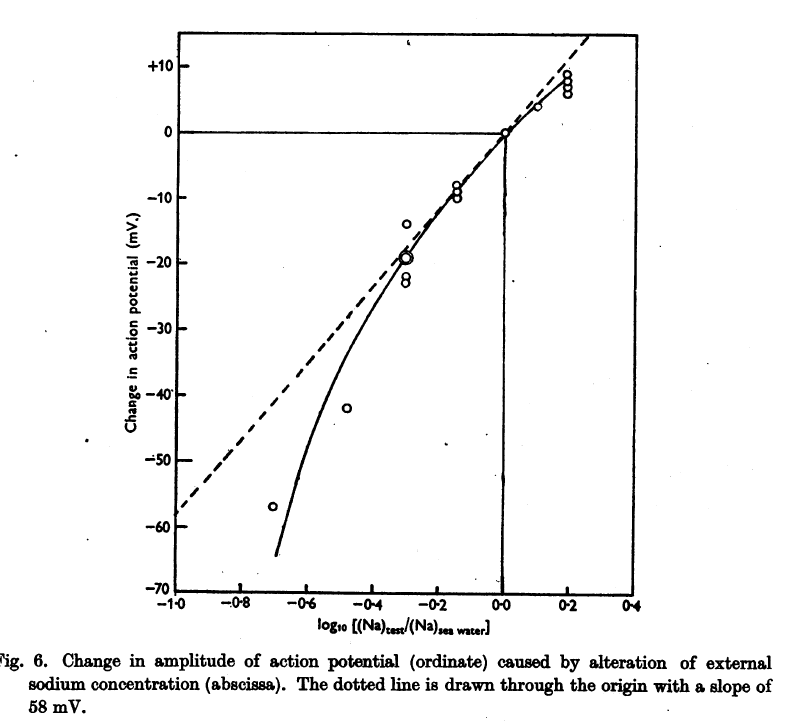 +10
0
−10
−20
−30
−40
−50
−60
−70
Change in action potential (mV.)
−1·0 −0·8 −0·6 −0·4 −0·2 0·0 0·2 0·4
log₁₀ [(Na)test/(Na)sea water]
Fig. 6. Change in amplitude of action potential (ordinate) caused by alteration of external
sodium concentration (abscissa). The dotted line is drawn through the origin with a slope of
58 mV.